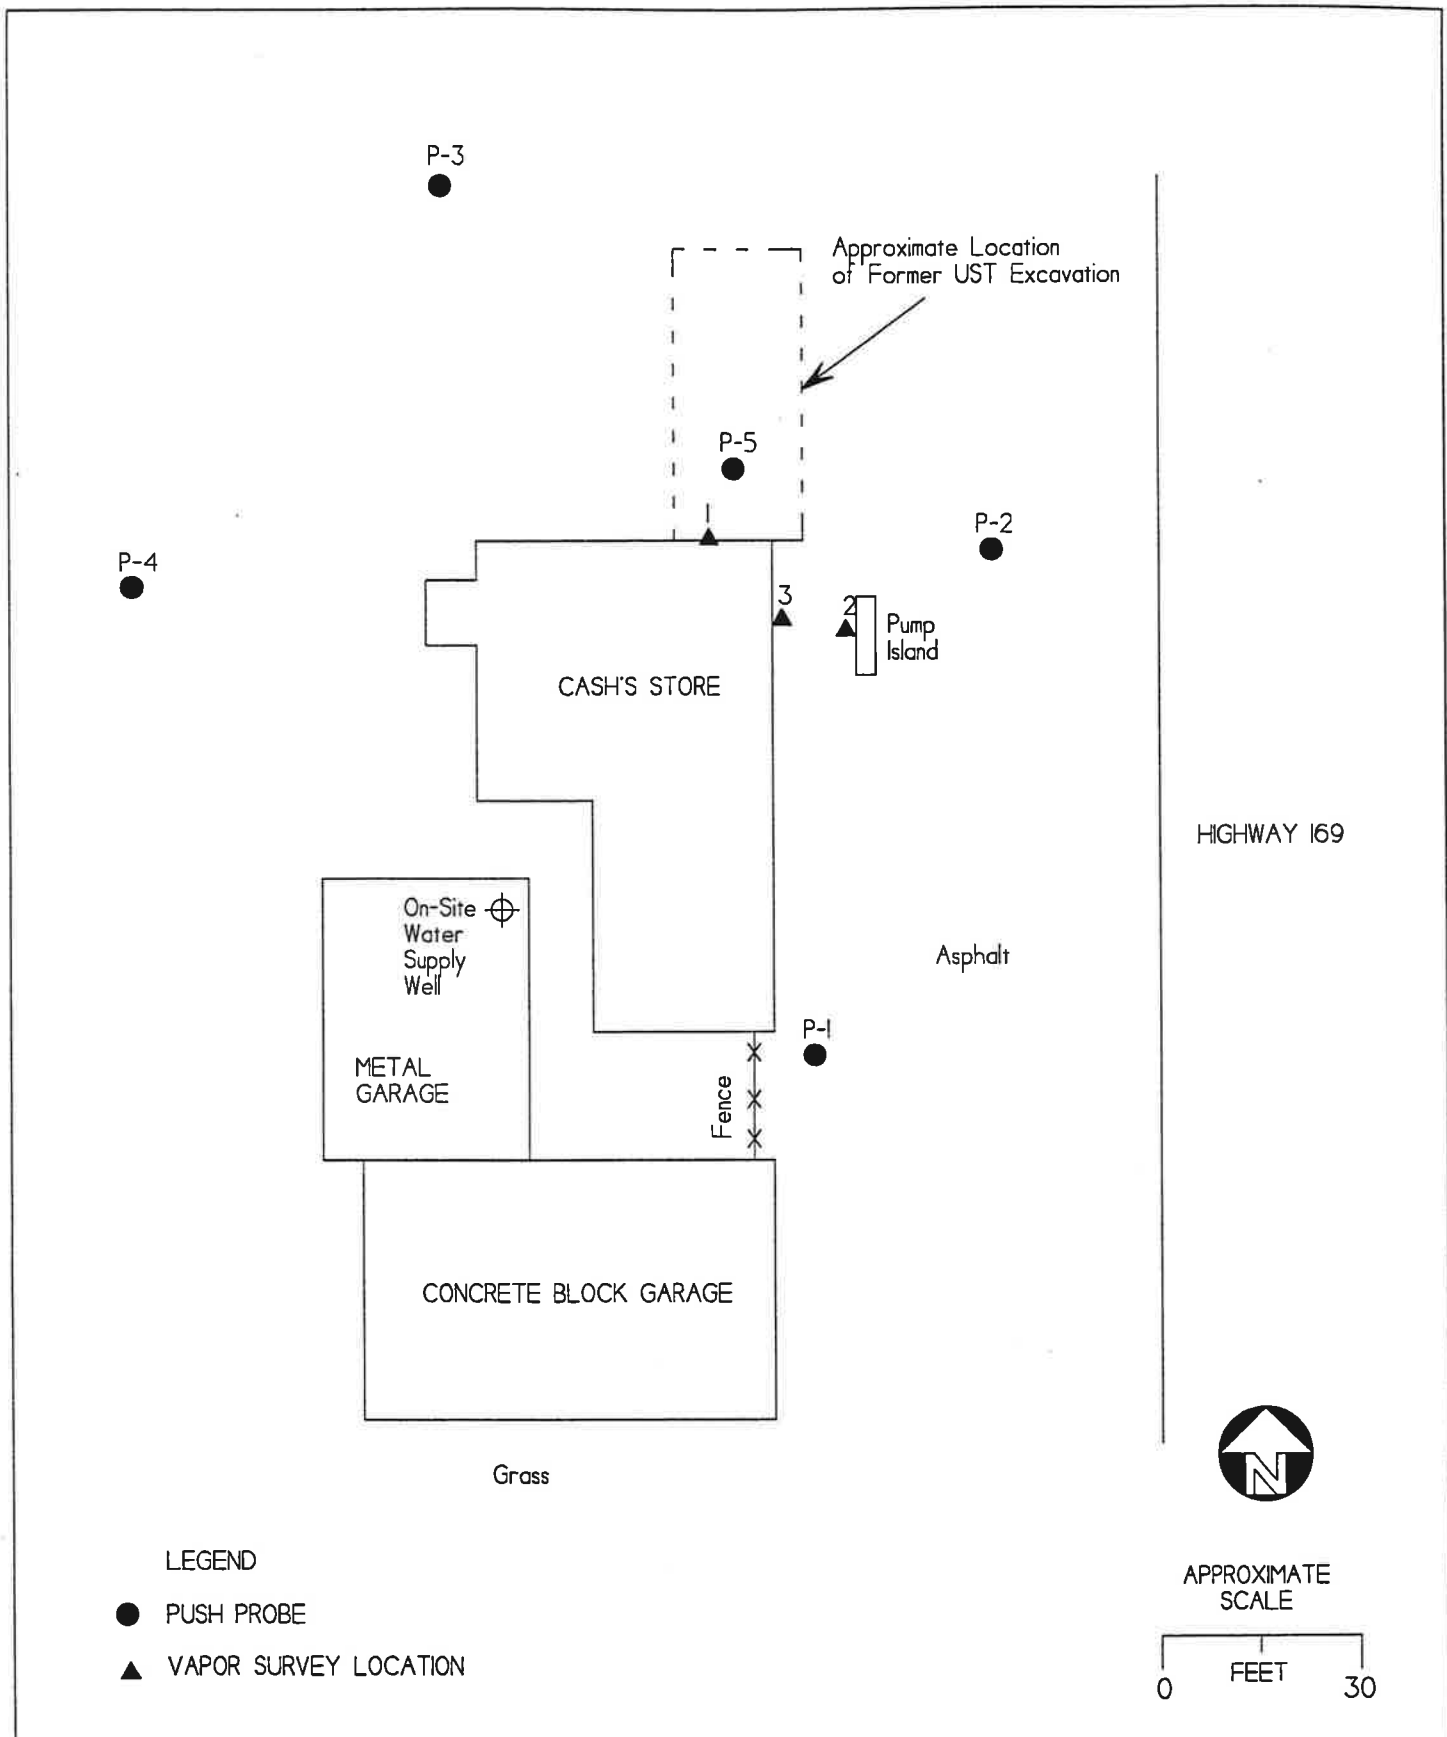 P-3
Approximate Location
of Former UST Excavation
P-5
1
P-2
P-4
3
2
Pump
Island
CASH'S STORE
HIGHWAY 169
On-Site
Water
Supply
Well
Asphalt
P-1
METAL
GARAGE
Fence
CONCRETE BLOCK GARAGE
Grass
N
LEGEND
PUSH PROBE
VAPOR SURVEY LOCATION
APPROXIMATE
SCALE
FEET
0 30